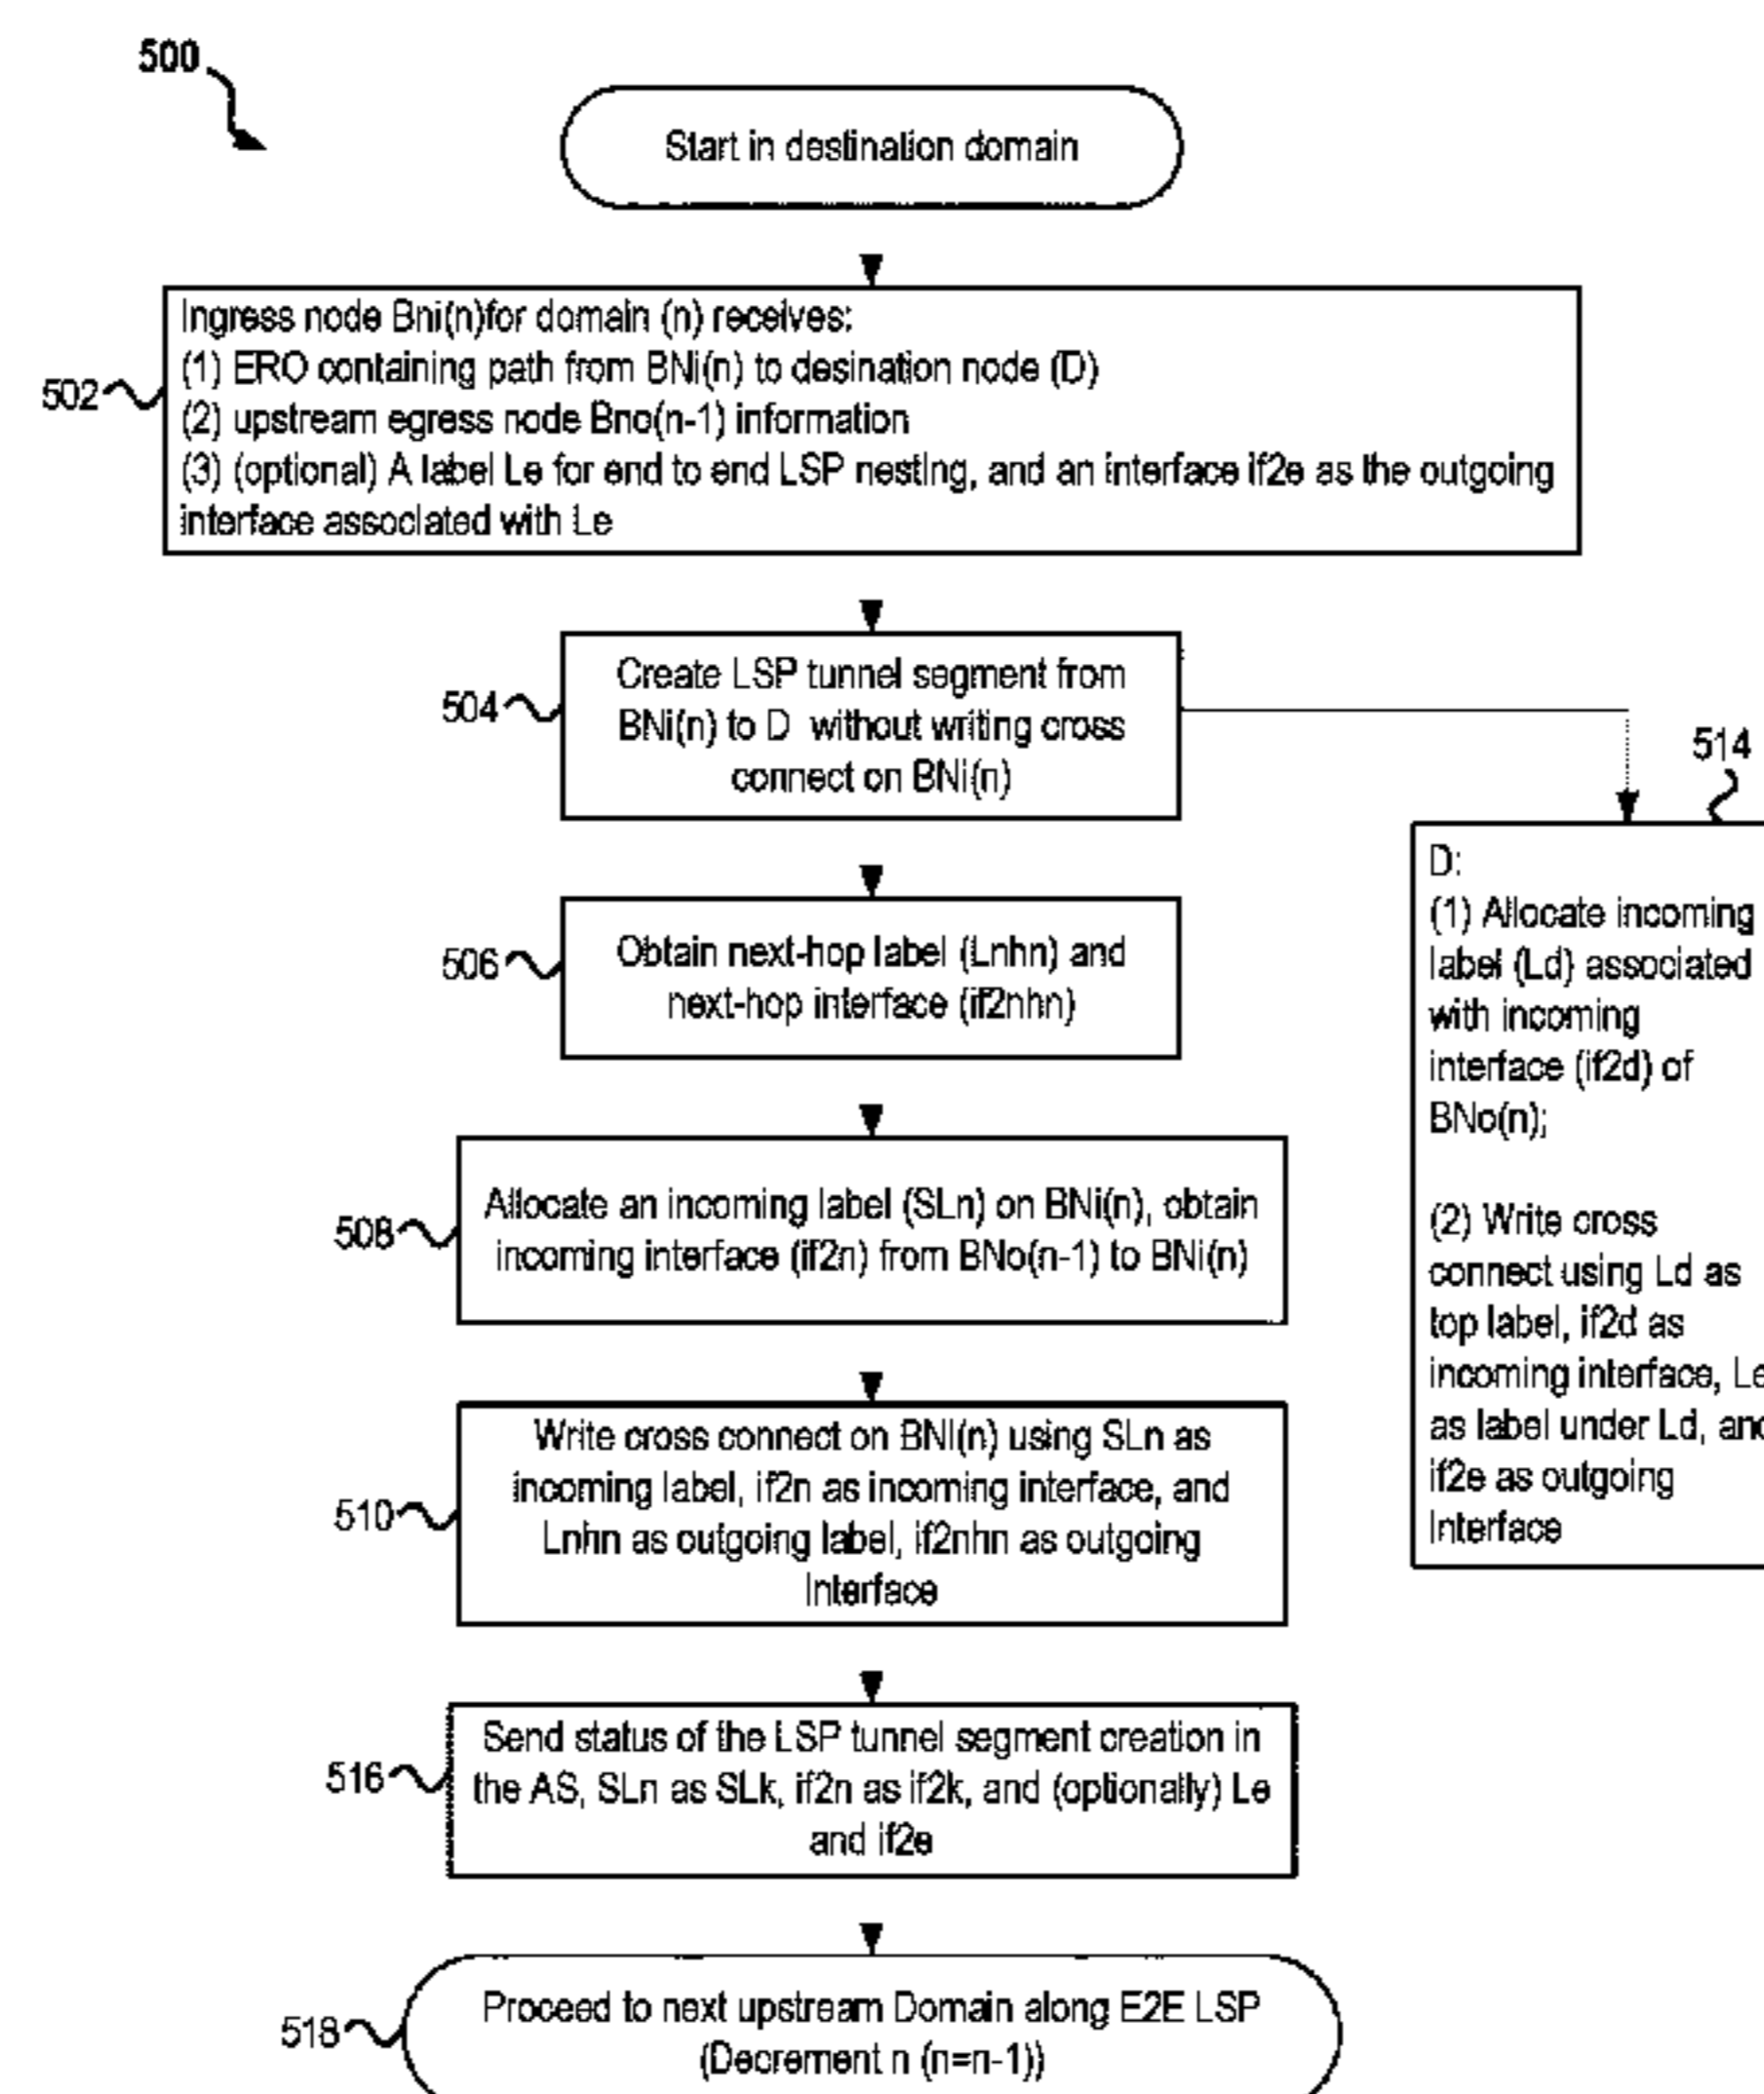 500
Start in destination domain
502
Ingress node Bni(n)for domain (n) receives:
(1) ERO containing path from BNi(n) to desination node (D)
(2) upstream egress node Bno(n-1) information
(3) (optional) A label Le for end to end LSP nesting, and an interface if2e as the outgoing
interface associated with Le
504
Create LSP tunnel segment from
BNi(n) to D without writing cross
connect on BNi(n)
506
Obtain next-hop label (Lnhn) and
next-hop interface (if2nhn)
508
Allocate an incoming label (SLn) on BNi(n), obtain
incoming interface (if2n) from BNo(n-1) to BNi(n)
510
Write cross connect on BNI(n) using SLn as
incoming label, if2n as incoming interface, and
Lnhn as outgoing label, if2nhn as outgoing
Interface
514
D:
(1) Allocate incoming
label (Ld) associated
with incoming
interface (if2d) of
BNo(n);
(2) Write cross
connect using Ld as
top label, if2d as
incoming interface, Le
as label under Ld, and
if2e as outgoing
Interface
516
Send status of the LSP tunnel segment creation in
the AS, SLn as SLk, if2n as if2k, and (optionally) Le
and if2e
518
Proceed to next upstream Domain along E2E LSP
(Decrement n (n=n-1))